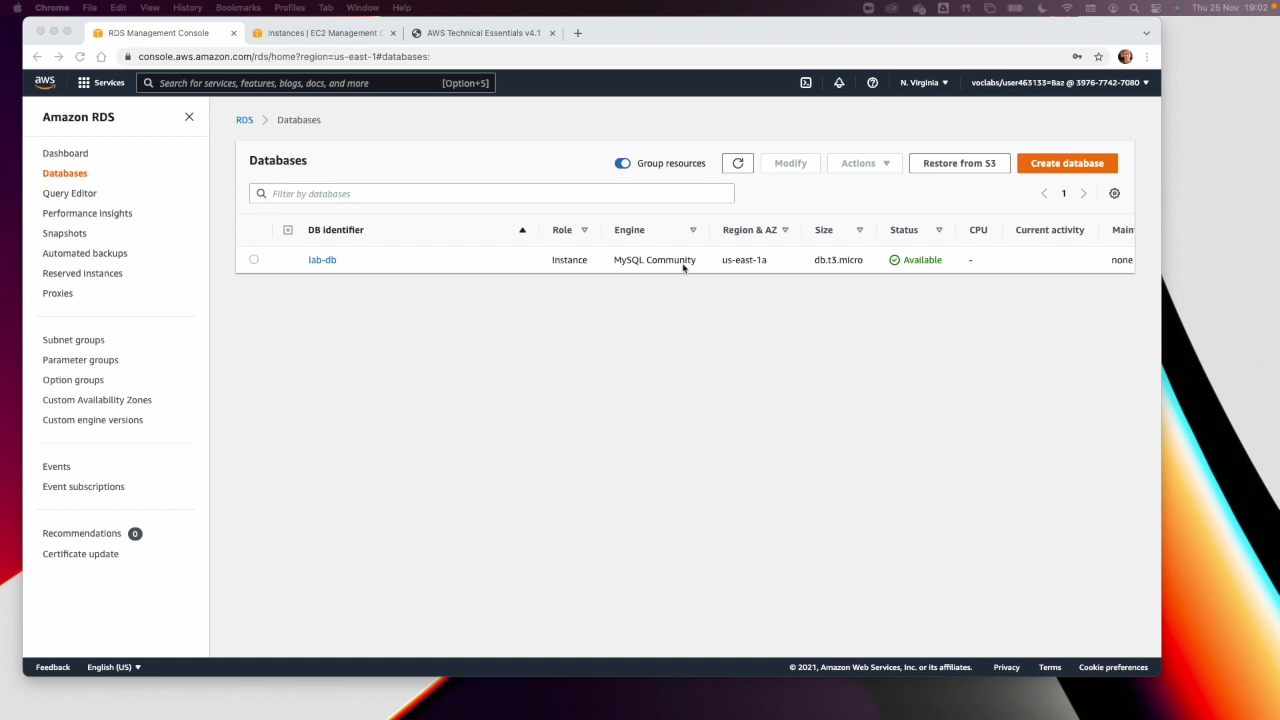 Chrome File Edit View History Bookmarks Profiles Tab Window Help Thu 25 Nov 19:02
RDS Management Console Instances | EC2 Management C AWS Technical Essentials v4.1
console.aws.amazon.com/rds/home?region=us-east-1#databases:
aws Services Search for services, features, blogs, docs, and more [Option+S] N. Virginia voclabs/user463133=Baz @ 3976-7742-7080
Amazon RDS
Dashboard
Databases
Query Editor
Performance Insights
Snapshots
Automated backups
Reserved instances
Proxies
Subnet groups
Parameter groups
Option groups
Custom Availability Zones
Custom engine versions
Events
Event subscriptions
Recommendations 0
Certificate update
RDS Databases
Databases Group resources Modify Actions Restore from S3 Create database
Filter by databases 1
DB identifier Role Engine Region & AZ Size Status CPU Current activity Main
lab-db Instance MySQL Community us-east-1a db.t3.micro Available - none
Feedback English (US) © 2021, Amazon Web Services, Inc. or its affiliates. Privacy Terms Cookie preferences